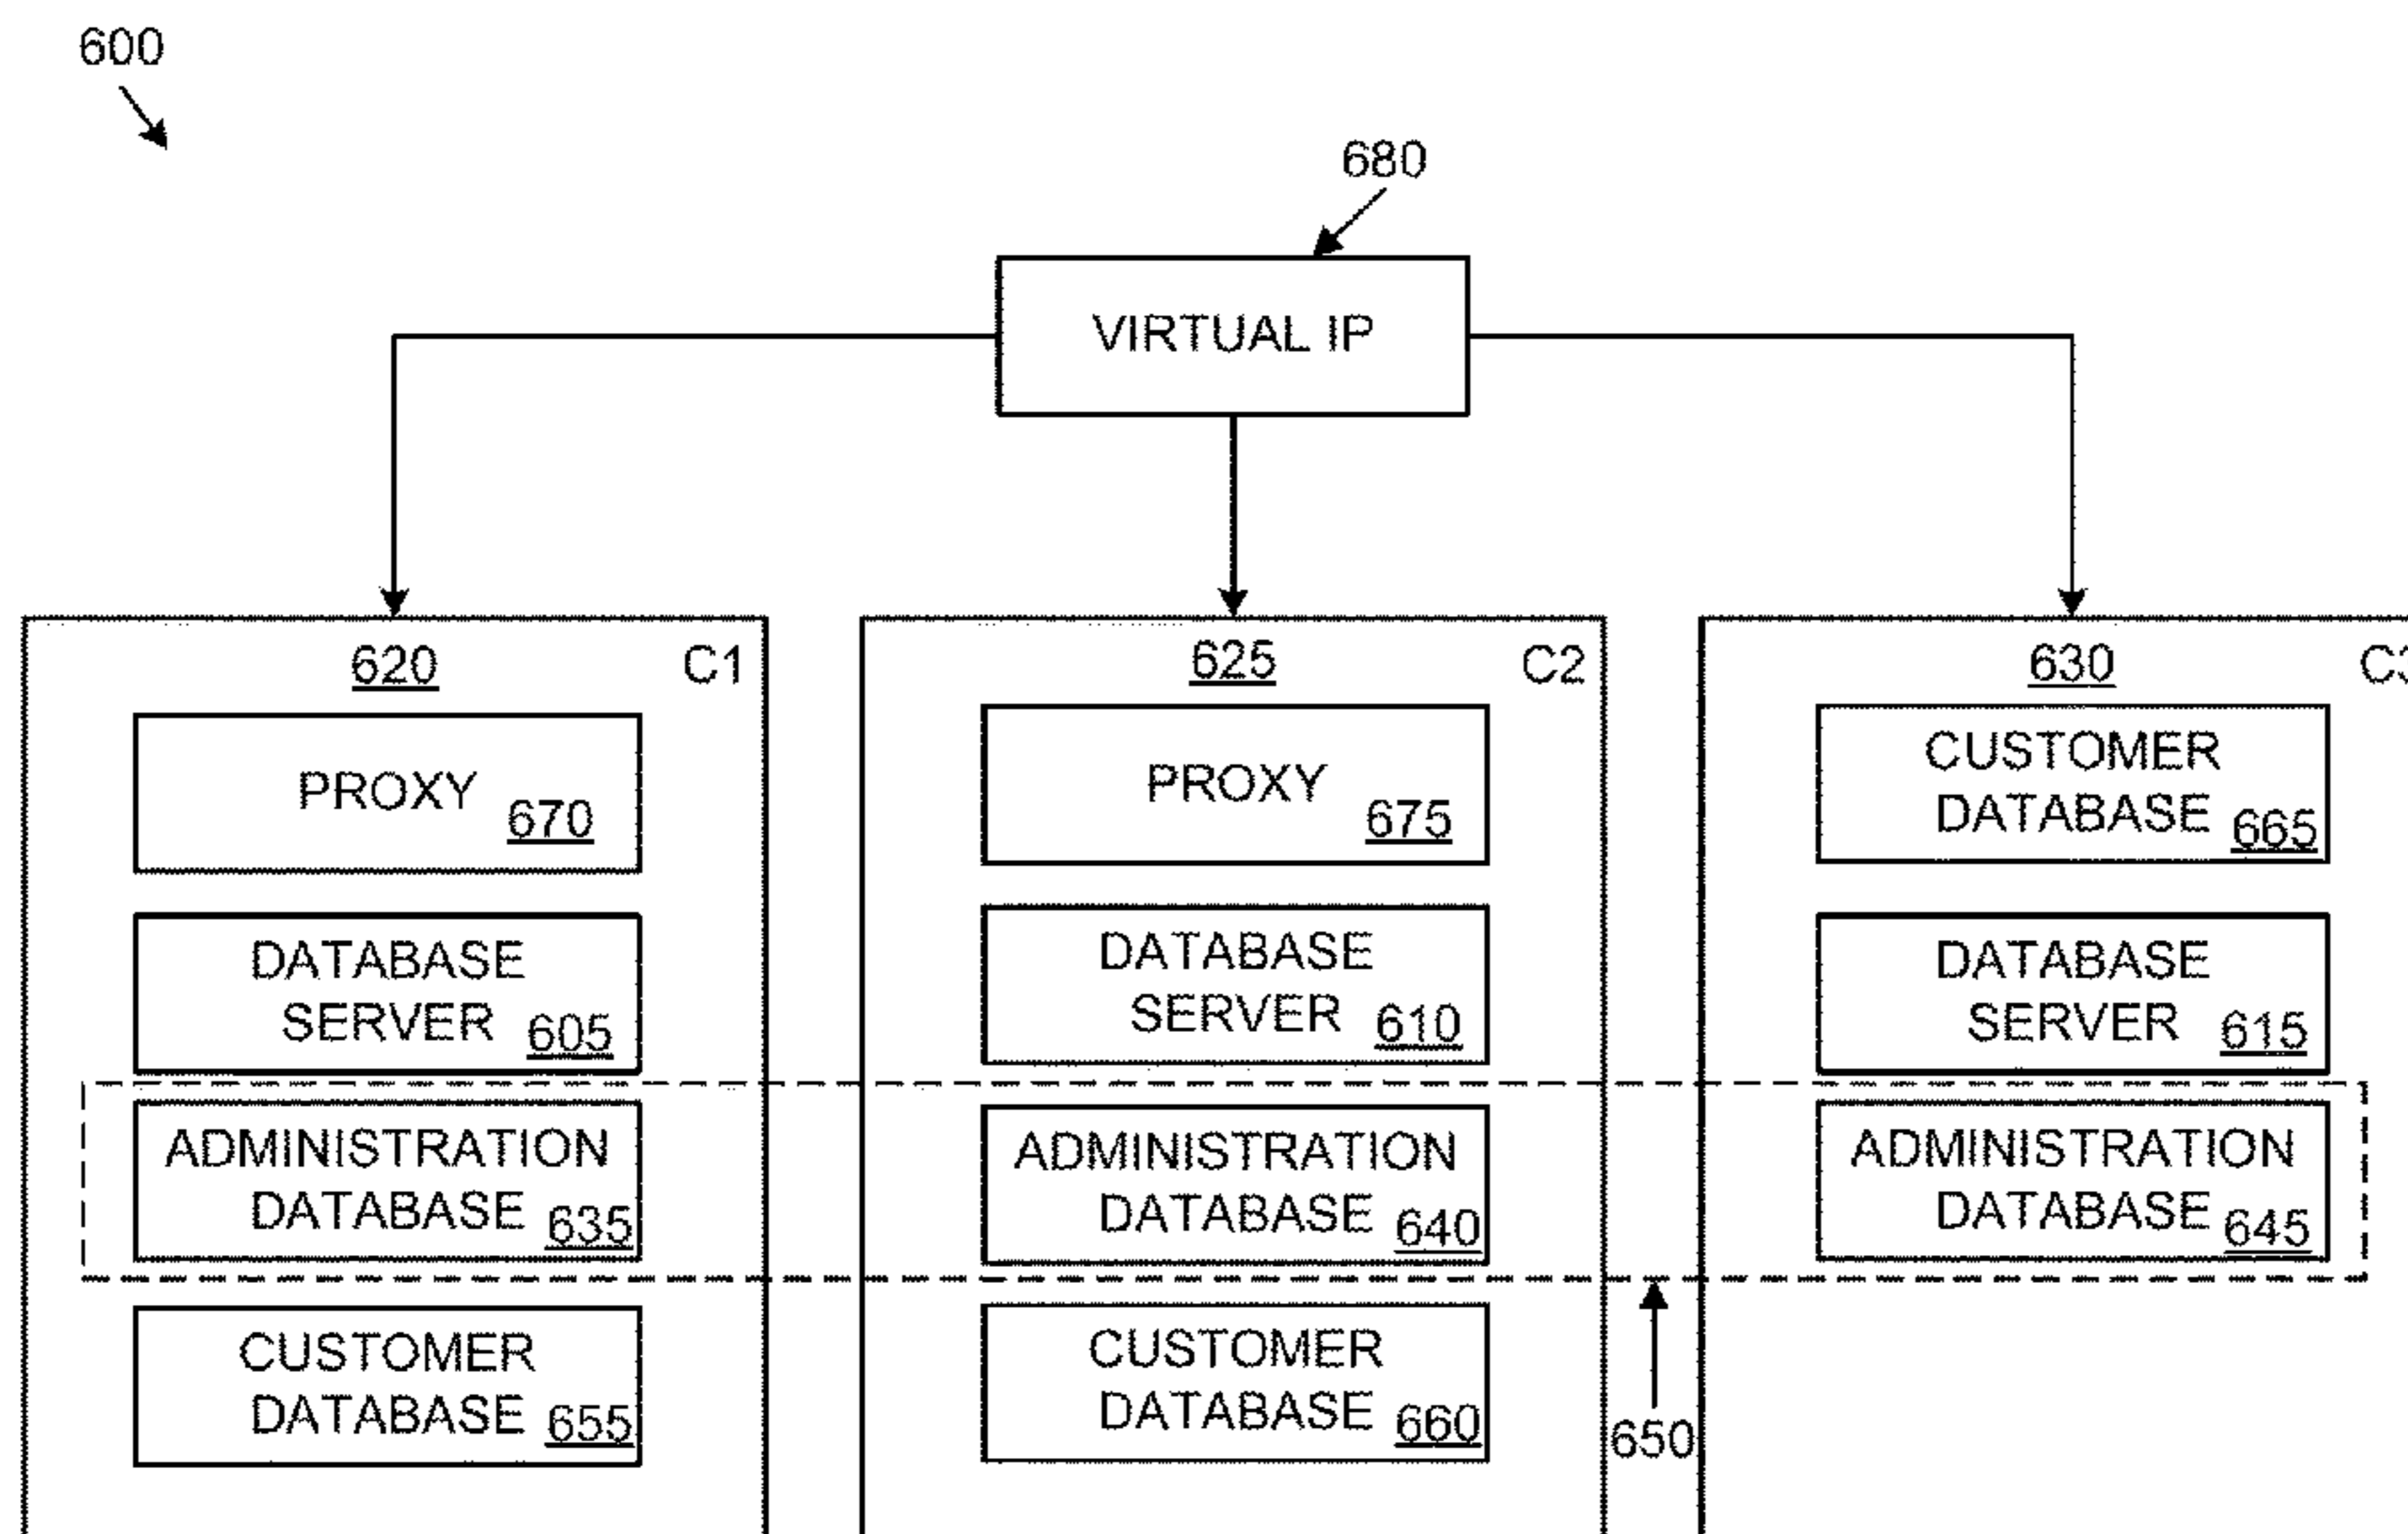 600
680
VIRTUAL IP
620 C1
PROXY
670
DATABASE
SERVER 605
ADMINISTRATION
DATABASE 635
CUSTOMER
DATABASE 655
625 C2
PROXY
675
DATABASE
SERVER 610
ADMINISTRATION
DATABASE 640
CUSTOMER
DATABASE 660
650
630 C3
CUSTOMER
DATABASE 665
DATABASE
SERVER 615
ADMINISTRATION
DATABASE 645